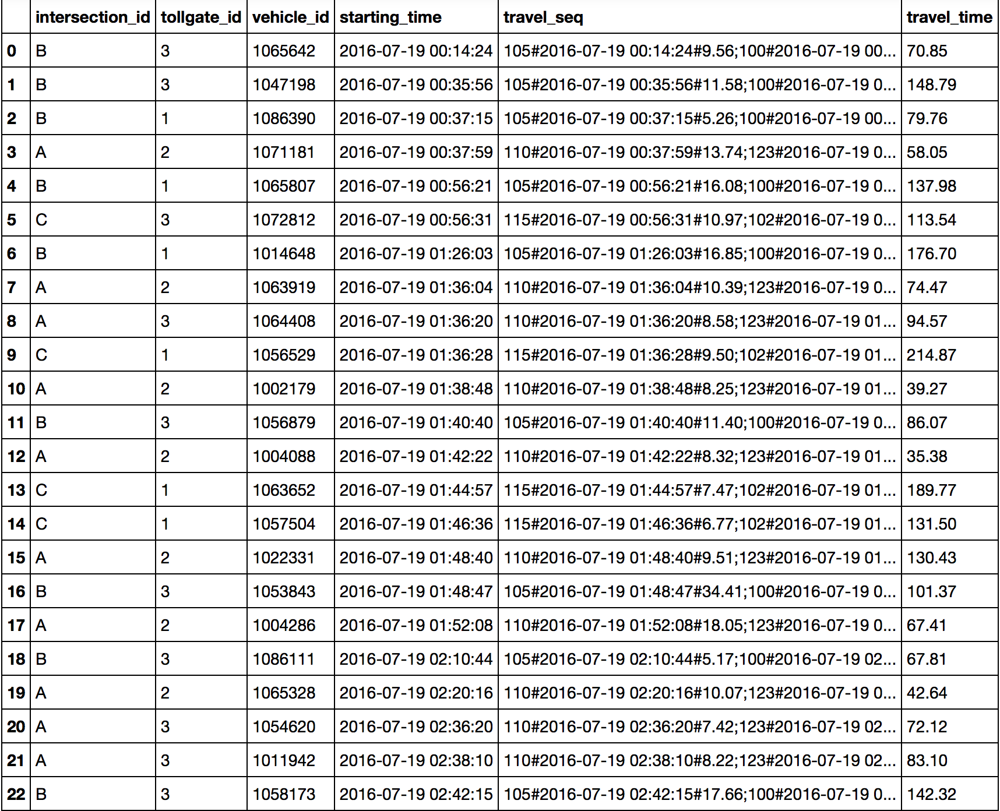 intersection_id tollgate_id vehicle_id starting_time travel_seq travel_time
0 B 3 1065642 2016-07-19 00:14:24 105#2016-07-19 00:14:24#9.56;100#2016-07-19 00... 70.85
1 B 3 1047198 2016-07-19 00:35:56 105#2016-07-19 00:35:56#11.58;100#2016-07-19 0... 148.79
2 B 1 1086390 2016-07-19 00:37:15 105#2016-07-19 00:37:15#5.26;100#2016-07-19 00... 79.76
3 A 2 1071181 2016-07-19 00:37:59 110#2016-07-19 00:37:59#13.74;123#2016-07-19 0... 58.05
4 B 1 1065807 2016-07-19 00:56:21 105#2016-07-19 00:56:21#16.08;100#2016-07-19 0... 137.98
5 C 3 1072812 2016-07-19 00:56:31 115#2016-07-19 00:56:31#10.97;102#2016-07-19 0... 113.54
6 B 1 1014648 2016-07-19 01:26:03 105#2016-07-19 01:26:03#16.85;100#2016-07-19 0... 176.70
7 A 2 1063919 2016-07-19 01:36:04 110#2016-07-19 01:36:04#10.39;123#2016-07-19 0... 74.47
8 A 3 1064408 2016-07-19 01:36:20 110#2016-07-19 01:36:20#8.58;123#2016-07-19 01... 94.57
9 C 1 1056529 2016-07-19 01:36:28 115#2016-07-19 01:36:28#9.50;102#2016-07-19 01... 214.87
10 A 2 1002179 2016-07-19 01:38:48 110#2016-07-19 01:38:48#8.25;123#2016-07-19 01... 39.27
11 B 3 1056879 2016-07-19 01:40:40 105#2016-07-19 01:40:40#11.40;100#2016-07-19 0... 86.07
12 A 2 1004088 2016-07-19 01:42:22 110#2016-07-19 01:42:22#8.32;123#2016-07-19 01... 35.38
13 C 1 1063652 2016-07-19 01:44:57 115#2016-07-19 01:44:57#7.47;102#2016-07-19 01... 189.77
14 C 1 1057504 2016-07-19 01:46:36 115#2016-07-19 01:46:36#6.77;102#2016-07-19 01... 131.50
15 A 2 1022331 2016-07-19 01:48:40 110#2016-07-19 01:48:40#9.51;123#2016-07-19 01... 130.43
16 B 3 1053843 2016-07-19 01:48:47 105#2016-07-19 01:48:47#34.41;100#2016-07-19 0... 101.37
17 A 2 1004286 2016-07-19 01:52:08 110#2016-07-19 01:52:08#18.05;123#2016-07-19 0... 67.41
18 B 3 1086111 2016-07-19 02:10:44 105#2016-07-19 02:10:44#5.17;100#2016-07-19 02... 67.81
19 A 2 1065328 2016-07-19 02:20:16 110#2016-07-19 02:20:16#10.07;123#2016-07-19 0... 42.64
20 A 3 1054620 2016-07-19 02:36:20 110#2016-07-19 02:36:20#7.42;123#2016-07-19 02... 72.12
21 A 3 1011942 2016-07-19 02:38:10 110#2016-07-19 02:38:10#8.22;123#2016-07-19 02... 83.10
22 B 3 1058173 2016-07-19 02:42:15 105#2016-07-19 02:42:15#17.66;100#2016-07-19 0... 142.32